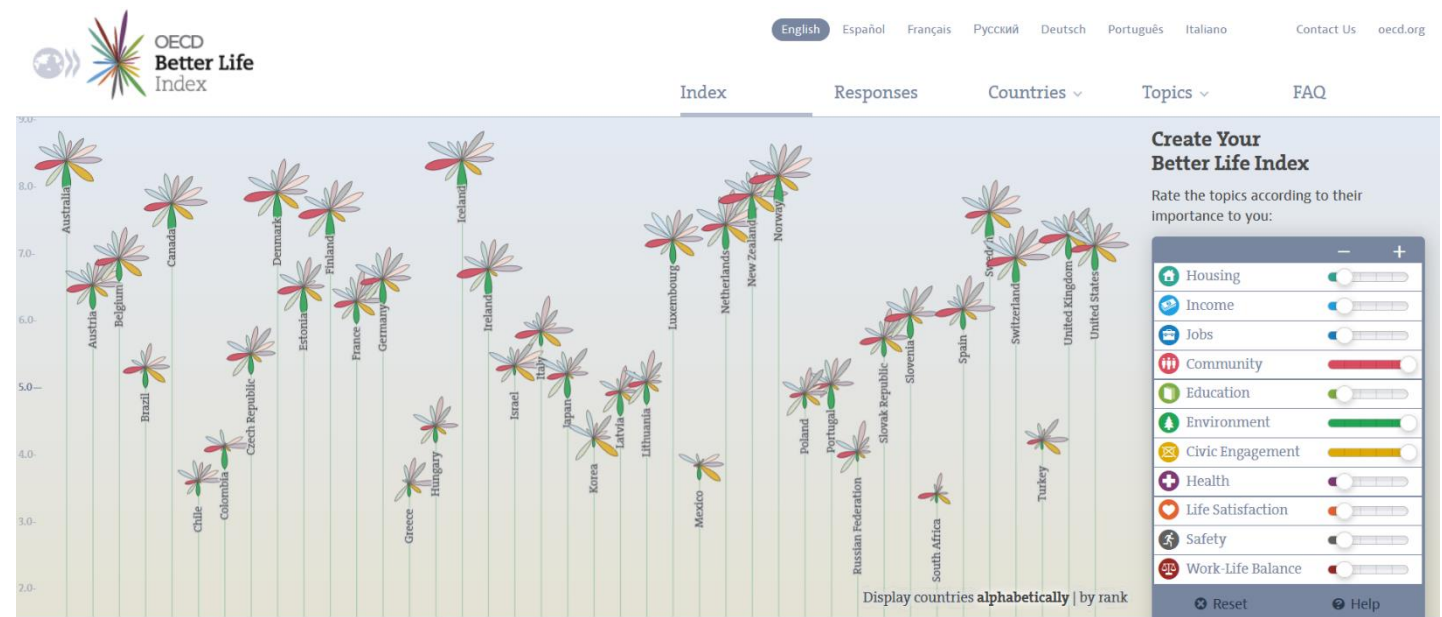 OECD
Better Life
Index
English Español Français Русский Deutsch Português Italiano Contact Us oecd.org
Index Responses Countries Topics FAQ
9.0-
8.0-
7.0-
6.0-
5.0—
4.0-
3.0-
2.0-
Australia
Austria
Belgium
Brazil
Canada
Chile
Colombia
Czech Republic
Denmark
Estonia
Finland
France
Germany
Greece
Hungary
Iceland
Ireland
Israel
Italy
Japan
Korea
Latvia
Lithuania
Luxembourg
Mexico
Netherlands
New Zealand
Norway
Poland
Portugal
Russian Federation
Slovak Republic
Slovenia
South Africa
Spain
Sweden
Switzerland
Turkey
United Kingdom
United States
Display countries alphabetically | by rank
Create Your
Better Life Index
Rate the topics according to their
importance to you:
− +
Housing
Income
Jobs
Community
Education
Environment
Civic Engagement
Health
Life Satisfaction
Safety
Work-Life Balance
Reset Help